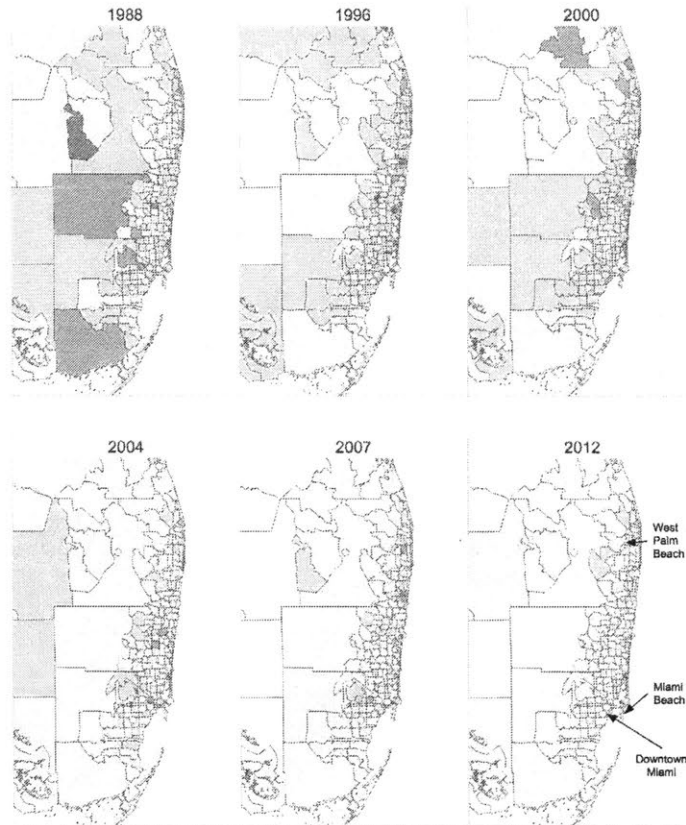 1988
1996
2000
2004
2007
2012
West
Palm
Beach
Miami
Beach
Downtown
Miami